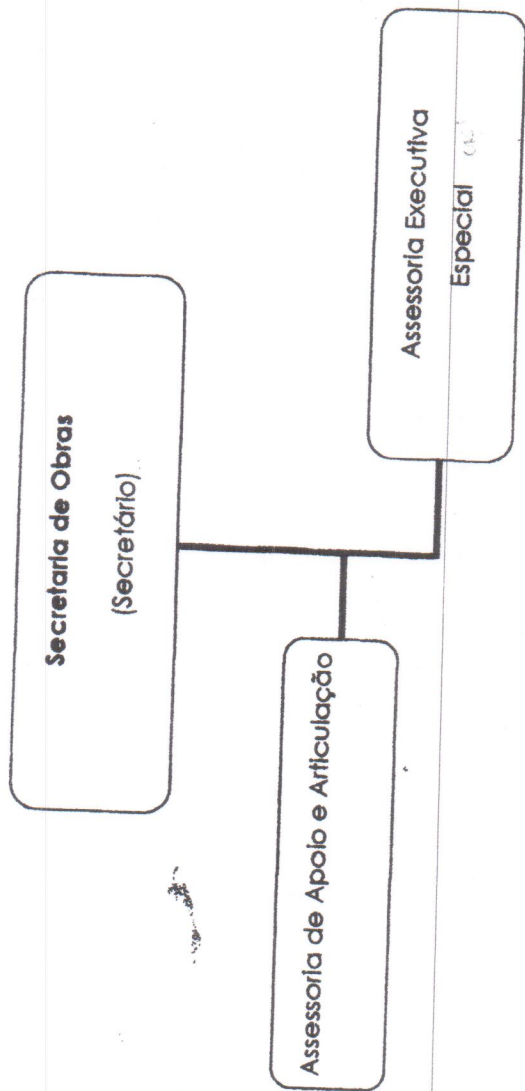 Secretaria de Obras
(Secretário)
Assessoria de Apoio e Articulação
Assessoria Executiva
Especial